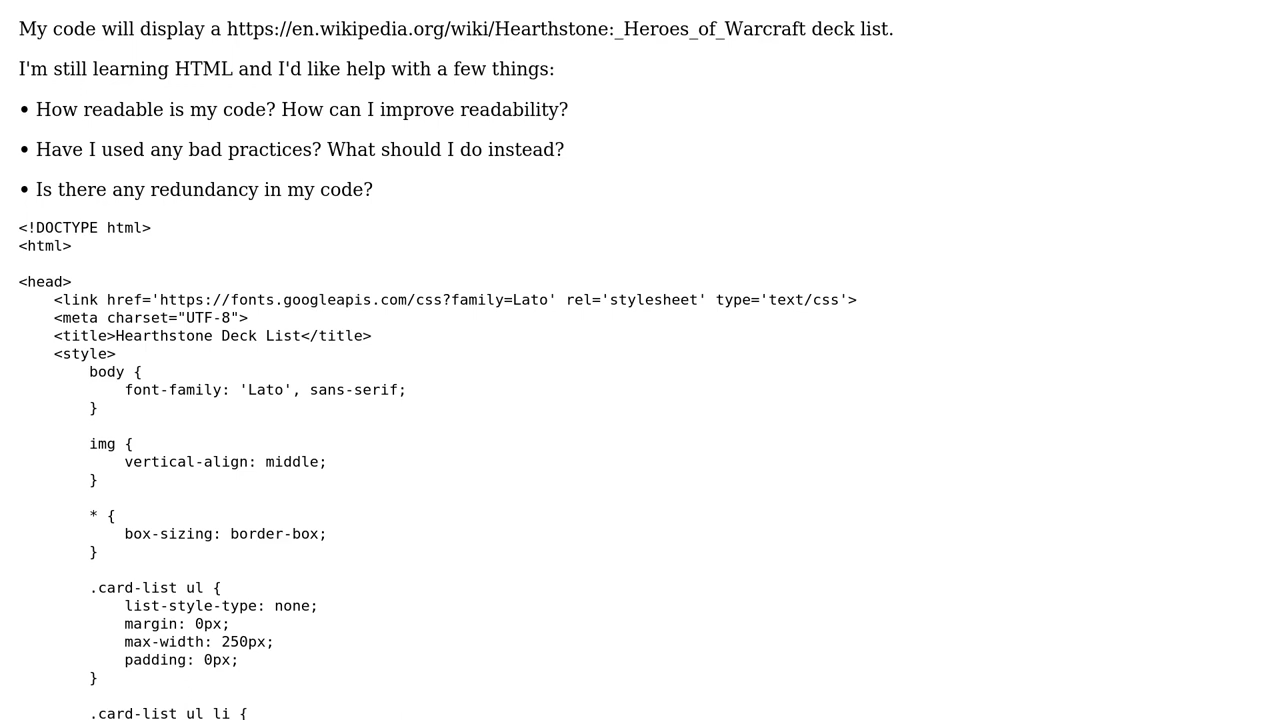 My code will display a https://en.wikipedia.org/wiki/Hearthstone:_Heroes_of_Warcraft deck list.
I'm still learning HTML and I'd like help with a few things:
• How readable is my code? How can I improve readability?
• Have I used any bad practices? What should I do instead?
• Is there any redundancy in my code?
<!DOCTYPE html>
<html>

<head>
    <link href='https://fonts.googleapis.com/css?family=Lato' rel='stylesheet' type='text/css'>
    <meta charset="UTF-8">
    <title>Hearthstone Deck List</title>
    <style>
        body {
            font-family: 'Lato', sans-serif;
        }

        img {
            vertical-align: middle;
        }

        * {
            box-sizing: border-box;
        }

        .card-list ul {
            list-style-type: none;
            margin: 0px;
            max-width: 250px;
            padding: 0px;
        }

        .card-list ul li {